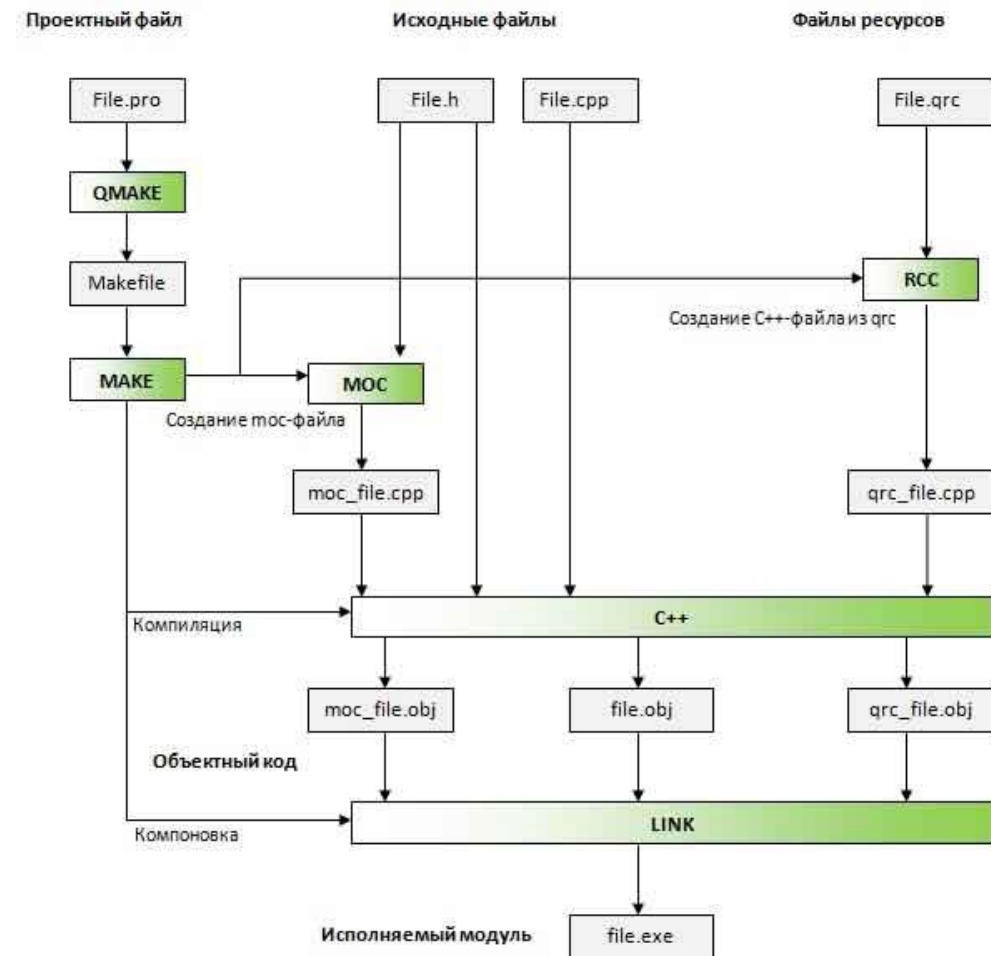 Проектный файл
Исходные файлы
Файлы ресурсов
File.pro
File.h
File.cpp
File.qrc
QMAKE
Makefile
RCC
Создание C++-файла из qrc
MAKE
MOC
Создание moc-файла
moc_file.cpp
qrc_file.cpp
C++
Компиляция
moc_file.obj
file.obj
qrc_file.obj
Объектный код
LINK
Компоновка
Исполняемый модуль
file.exe